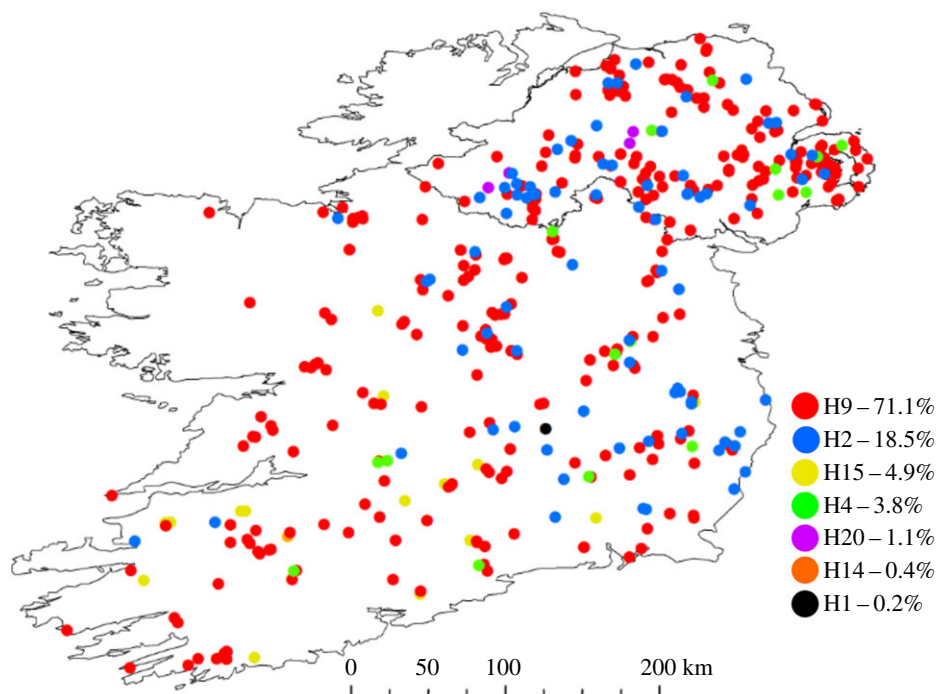 H9 – 71.1%
H2 – 18.5%
H15 – 4.9%
H4 – 3.8%
H20 – 1.1%
H14 – 0.4%
H1 – 0.2%
0 50 100 200 km